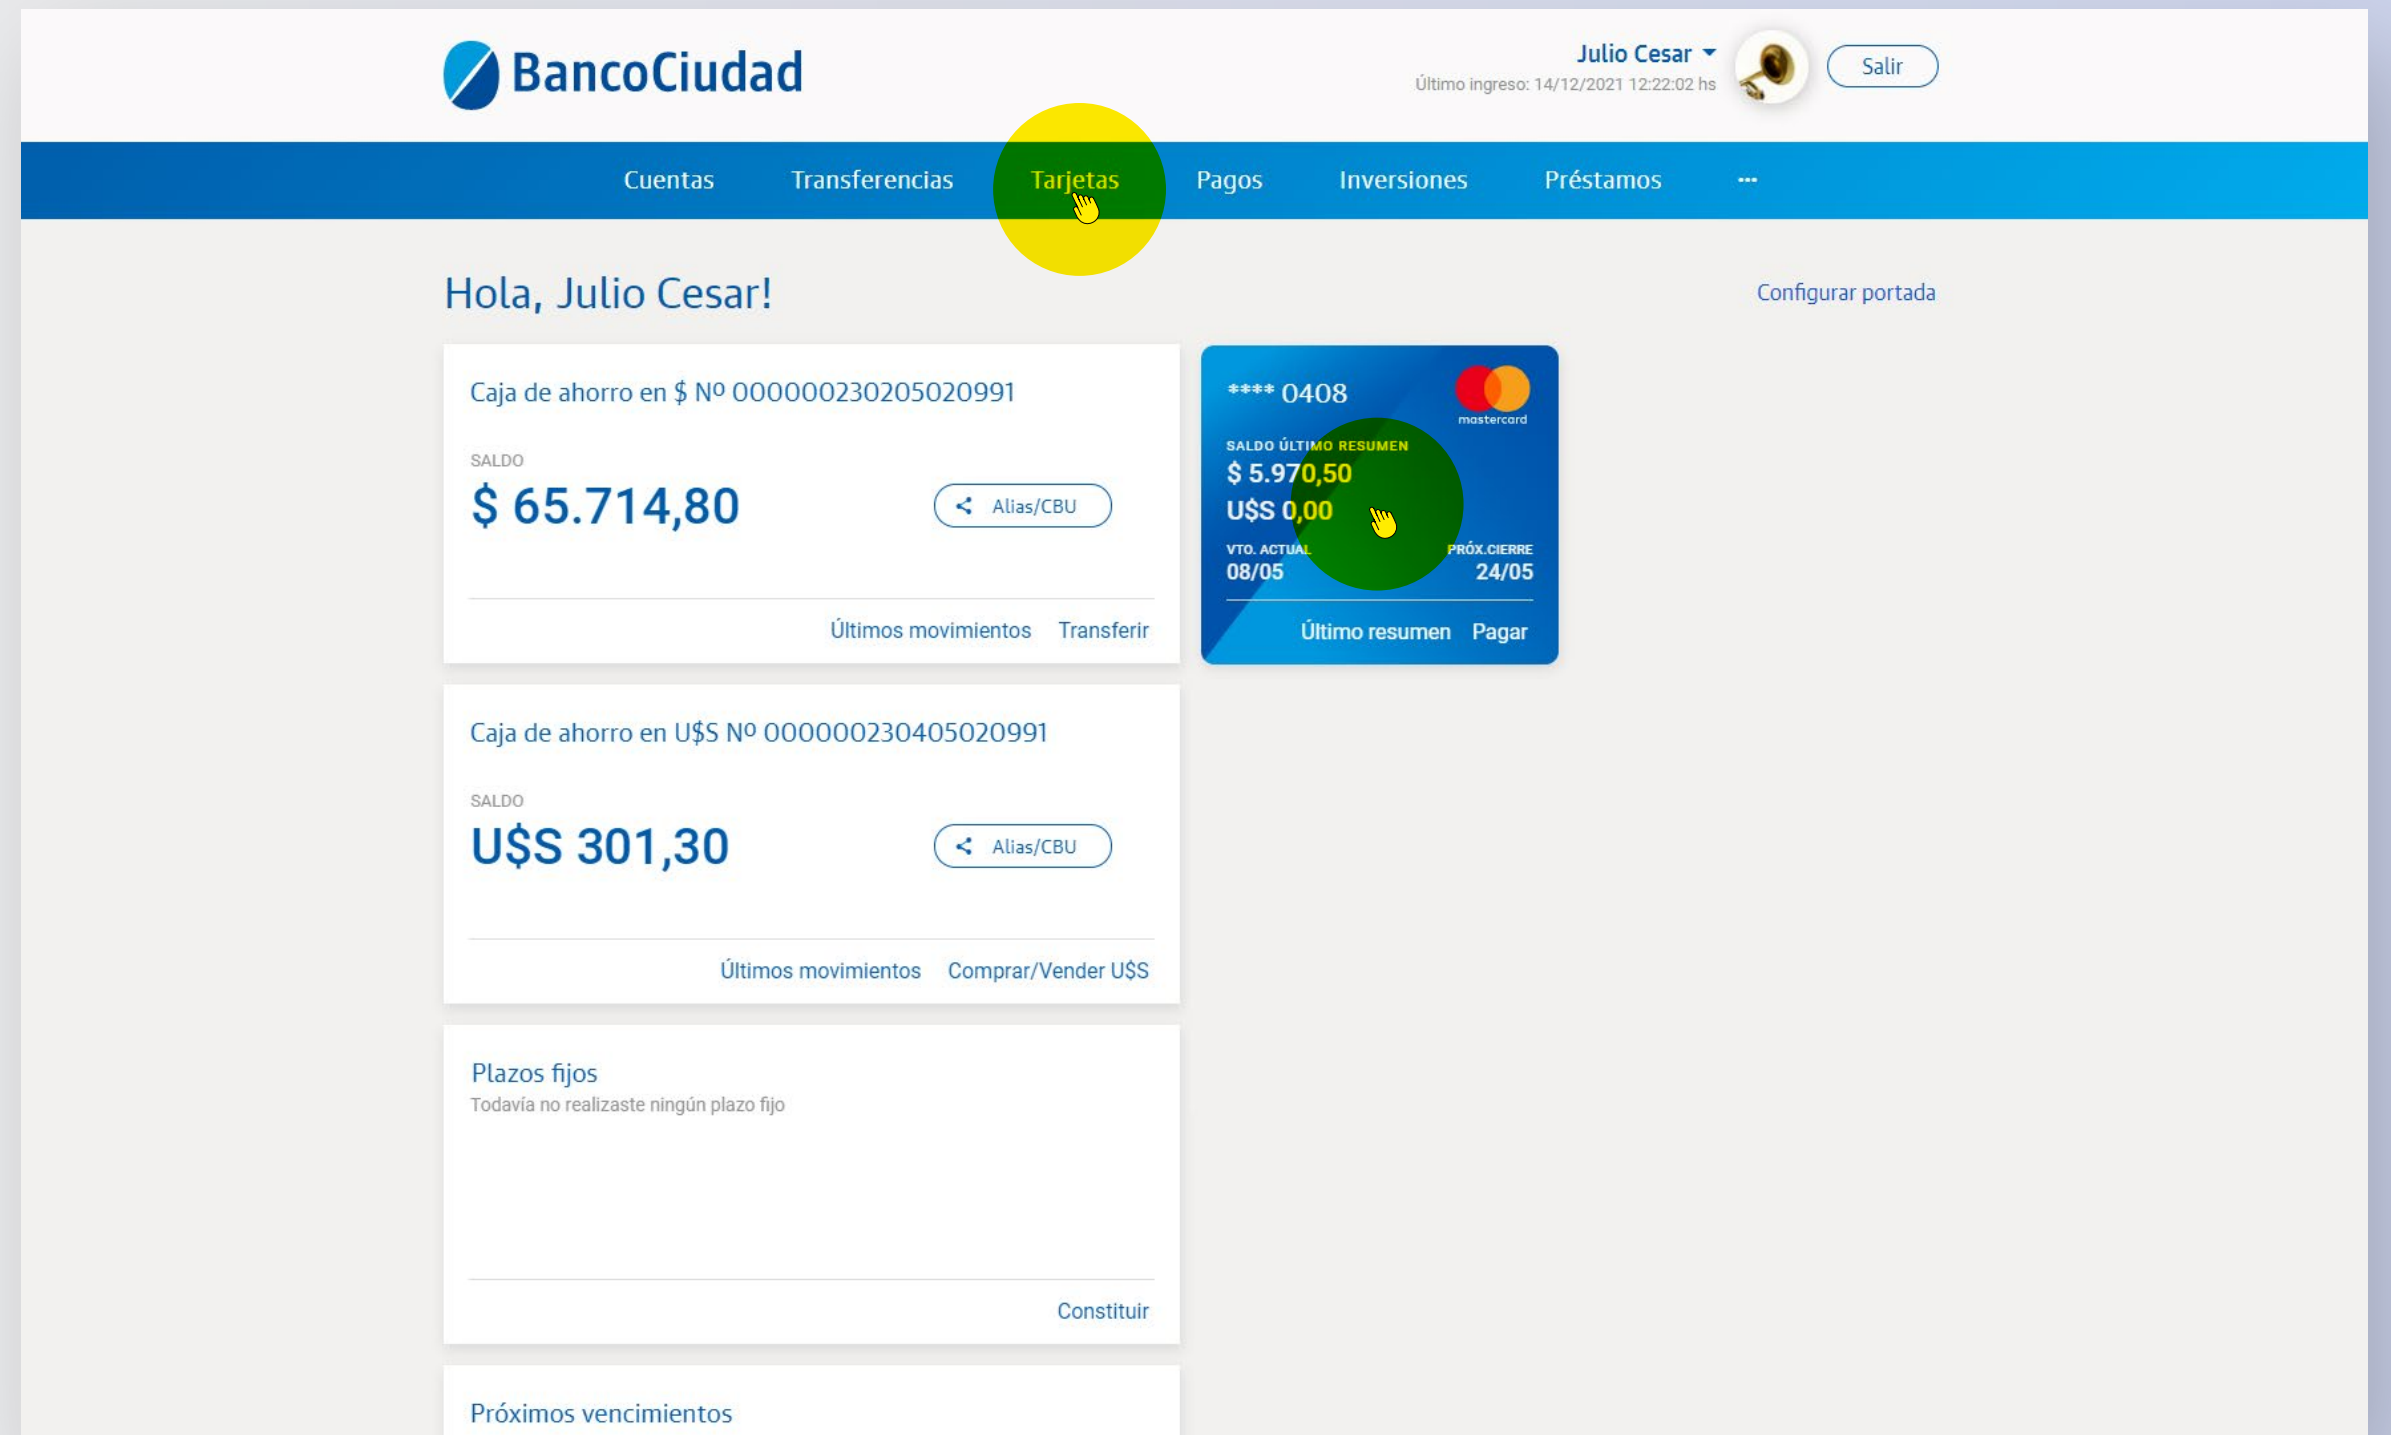 BancoCiudad
Julio Cesar
Último ingreso: 14/12/2021 12:22:02 hs
Salir
Cuentas Transferencias Tarjetas Pagos Inversiones Préstamos ...
Hola, Julio Cesar!
Configurar portada
Caja de ahorro en $ Nº 000000230205020991
SALDO
$ 65.714,80
Alias/CBU
Últimos movimientos Transferir
**** 0408
mastercard
SALDO ÚLTIMO RESUMEN
$ 5.970,50
U$S 0,00
VTO. ACTUAL PRÓX.CIERRE
08/05 24/05
Último resumen Pagar
Caja de ahorro en U$S Nº 000000230405020991
SALDO
U$S 301,30
Alias/CBU
Últimos movimientos Comprar/Vender U$S
Plazos fijos
Todavía no realizaste ningún plazo fijo
Constituir
Próximos vencimientos